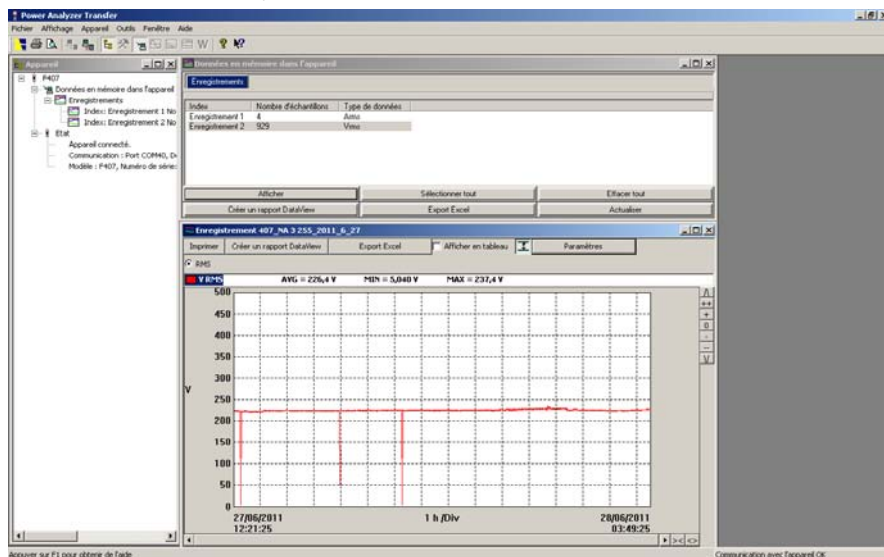 Power Analyzer Transfer
Fichier Affichage Appareil Outils Fenêtre Aide
Appareil
F407
Données en mémoire dans l'appareil
Enregistrements
Index: Enregistrement 1 No
Index: Enregistrement 2 No
Etat
Appareil connecté.
Communication : Port COM40, D
Modèle : F407, Numéro de série:
Données en mémoire dans l'appareil
Enregistrements
Index Nombre d'échantillons Type de données
Enregistrement 1 4 Arms
Enregistrement 2 929 Vrms
Afficher Sélectionner tout Effacer tout
Créer un rapport DataView Export Excel Actualiser
Enregistrement 407_NA 3 255_2011_6_27
Imprimer Créer un rapport DataView Export Excel Afficher en tableau Paramètres
RMS
V RMS AVG = 226,4 V MIN = 5,040 V MAX = 237,4 V
500
450
400
350
300
V
250
200
150
100
50
0
27/06/2011 1 h /Div 28/06/2011
12:21:25 03:49:25
Appuyer sur F1 pour obtenir de l'aide Communication avec l'appareil OK